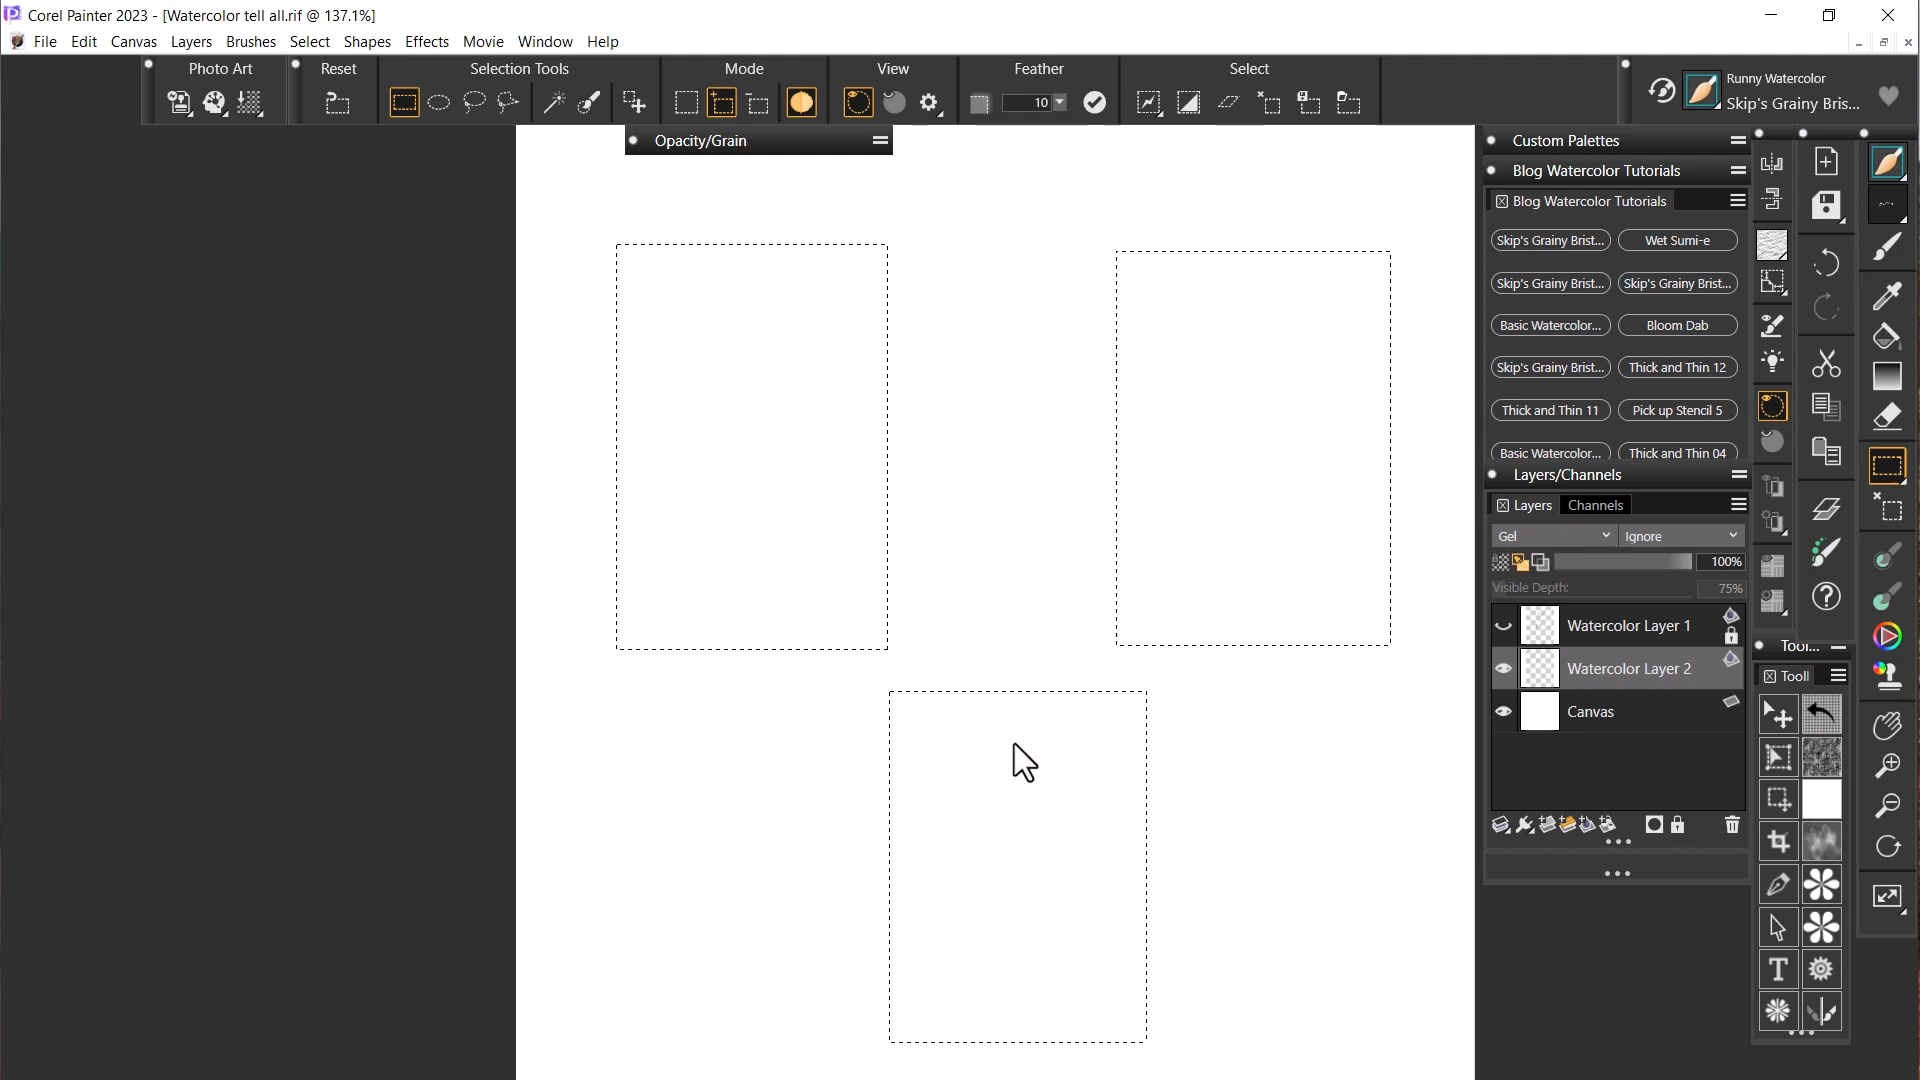 Corel Painter 2023 - [Watercolor tell all.rif @ 137.1%]
File Edit Canvas Layers Brushes Select Shapes Effects Movie Window Help
Photo Art Reset Selection Tools Mode View Feather Select
10
Runny Watercolor
Skip's Grainy Bris...
Opacity/Grain
Custom Palettes
Blog Watercolor Tutorials
Blog Watercolor Tutorials
Skip's Grainy Brist... Wet Sumi-e
Skip's Grainy Brist... Skip's Grainy Brist...
Basic Watercolor... Bloom Dab
Skip's Grainy Brist... Thick and Thin 12
Thick and Thin 11 Pick up Stencil 5
Basic Watercolor... Thick and Thin 04
Layers/Channels
Layers Channels
Gel Ignore
100%
Visible Depth: 75%
Watercolor Layer 1
Watercolor Layer 2
Canvas
Tool...
Tooll